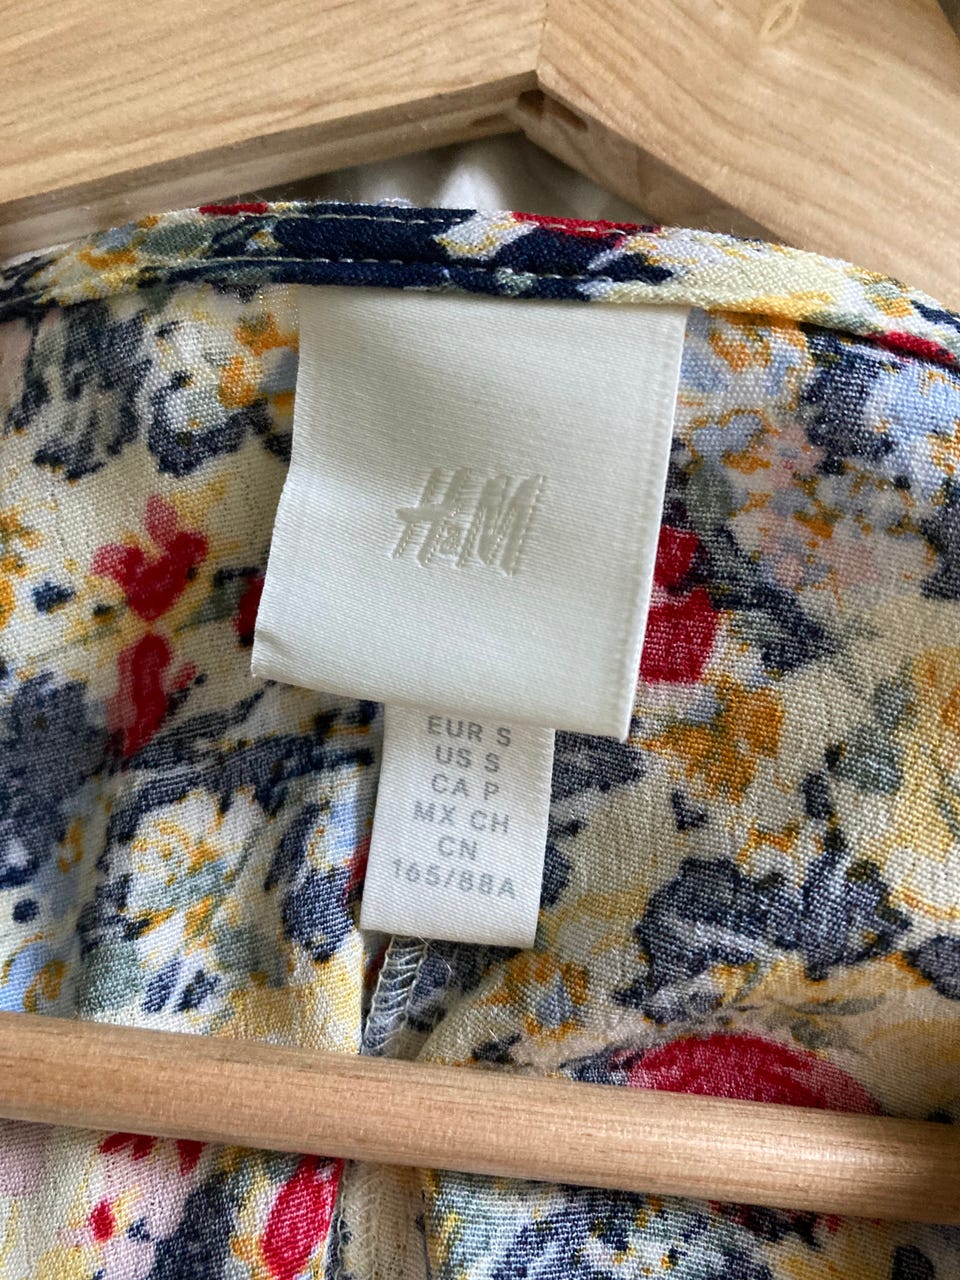 H&M
EUR S
US S
CA P
MX CH
CN
165/88A